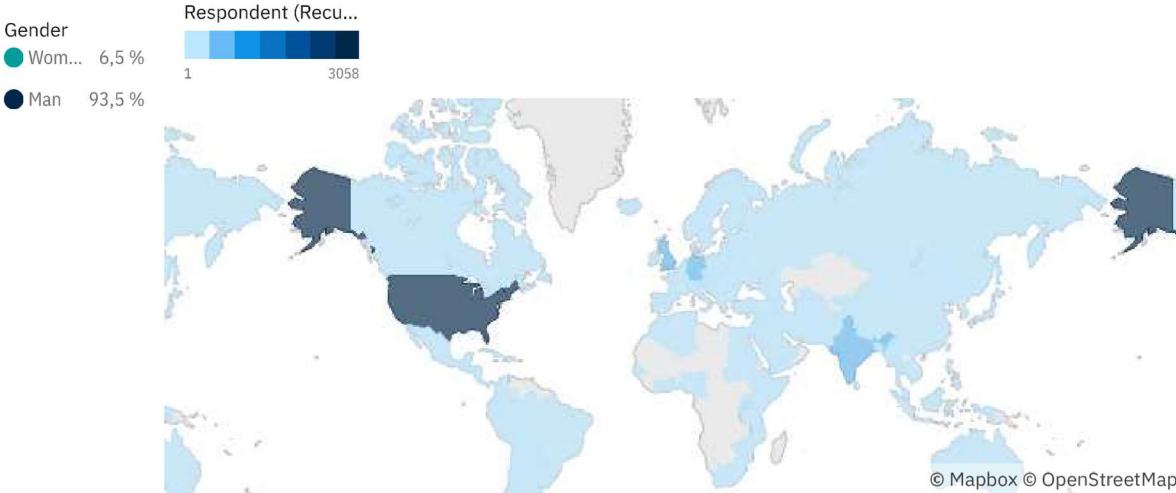 Gender
Wom... 6,5 %
Man 93,5 %
Respondent (Recu...
1 3058
© Mapbox © OpenStreetMap